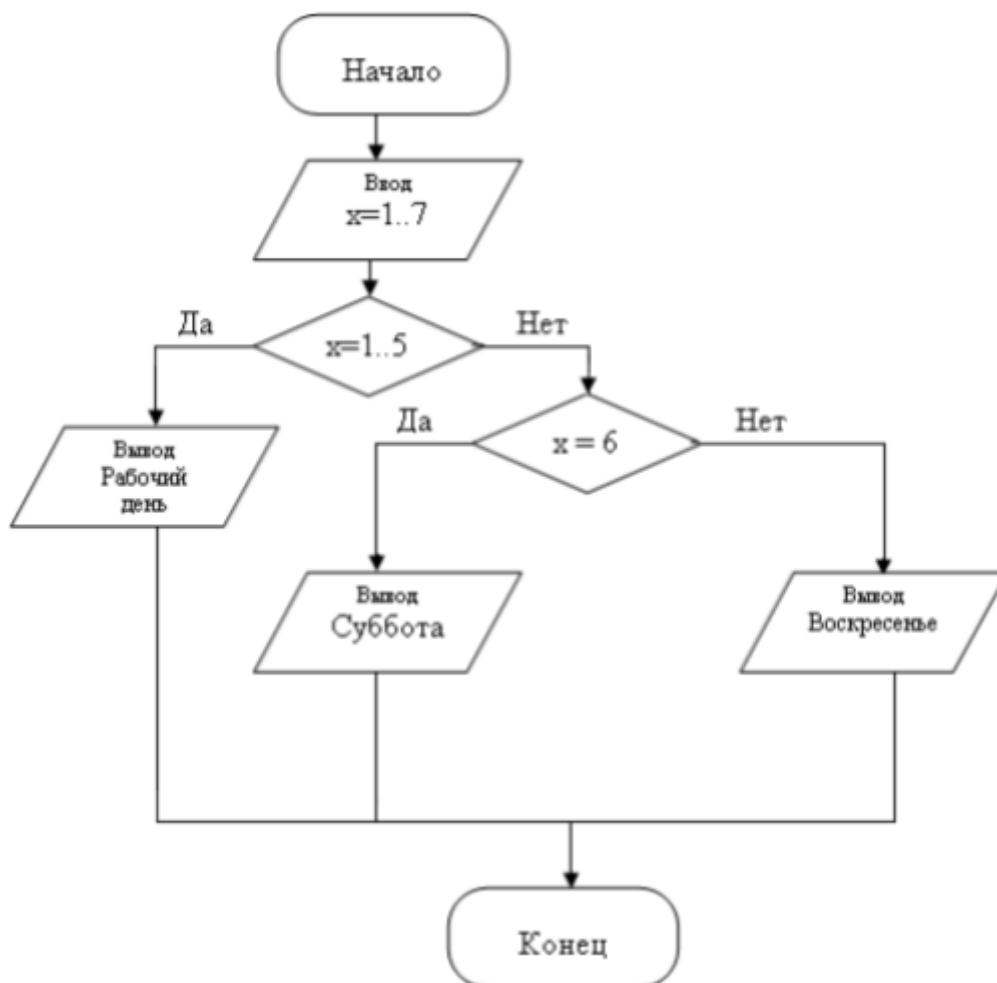 Начало
Ввод
x=1..7
Да
Нет
x=1..5
Да
Нет
x = 6
Вывод
Рабочий
день
Вывод
Суббота
Вывод
Воскресенье
Конец